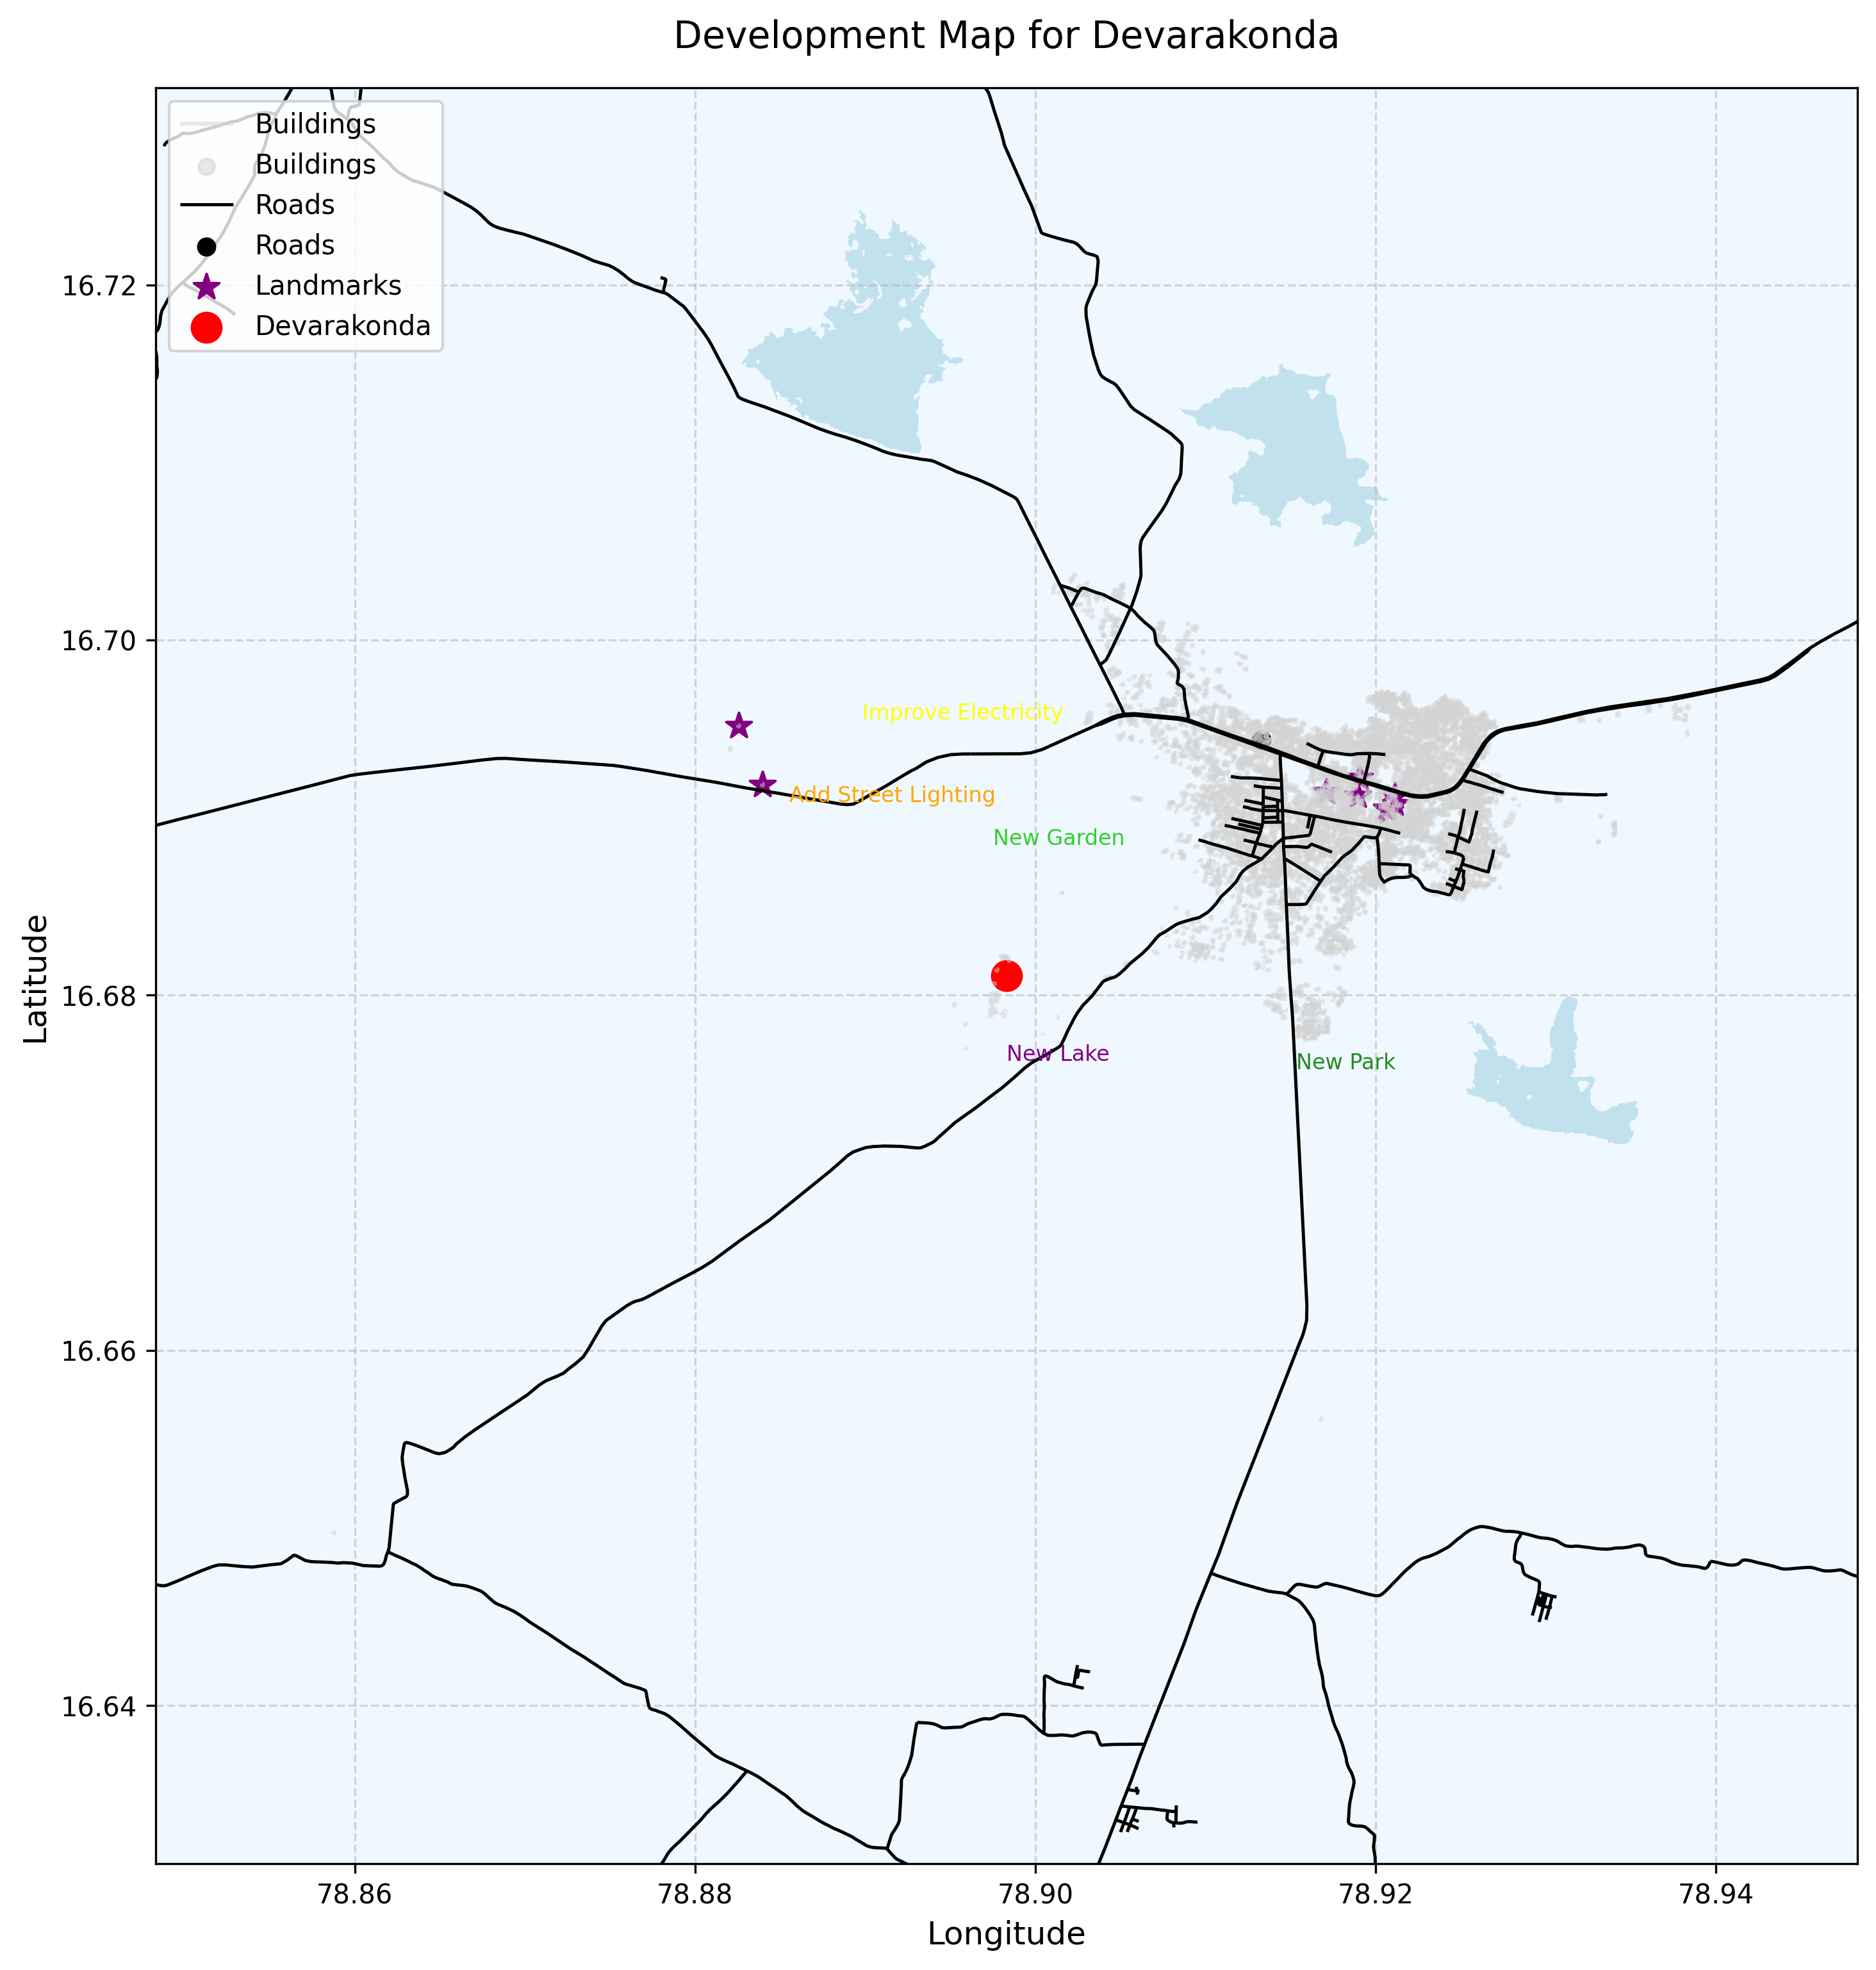 Development Map for Devarakonda
Buildings
Buildings
Roads
Roads
Landmarks
Devarakonda
16.72
16.70
16.68
16.66
16.64
Latitude
Improve Electricity
Add Street Lighting
New Garden
New Lake
New Park
78.86
78.88
78.90
78.92
78.94
Longitude